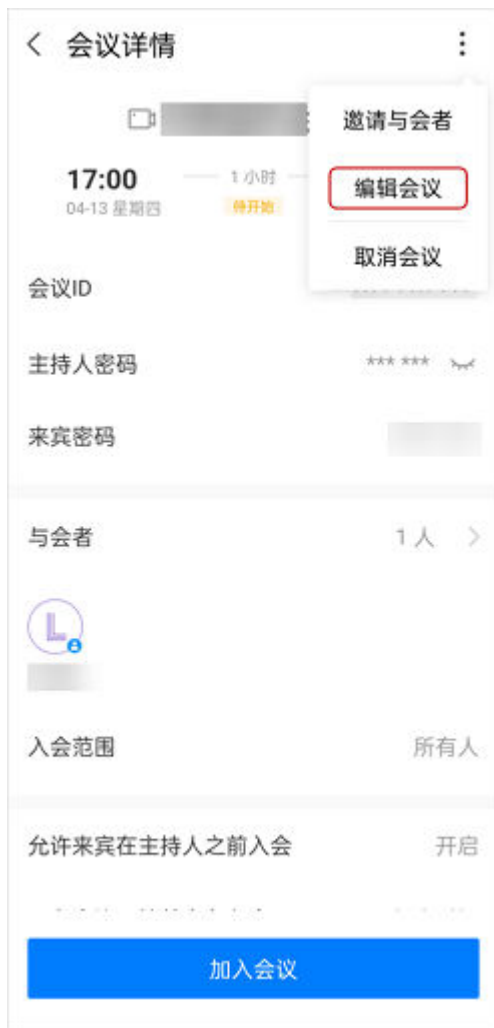 会议详情
邀请与会者
17:00
1 小时
编辑会议
04-13 星期四
待开始
取消会议
会议ID
主持人密码
*** ***
来宾密码
与会者
1 人
L
入会范围
所有人
允许来宾在主持人之前入会
开启
加入会议